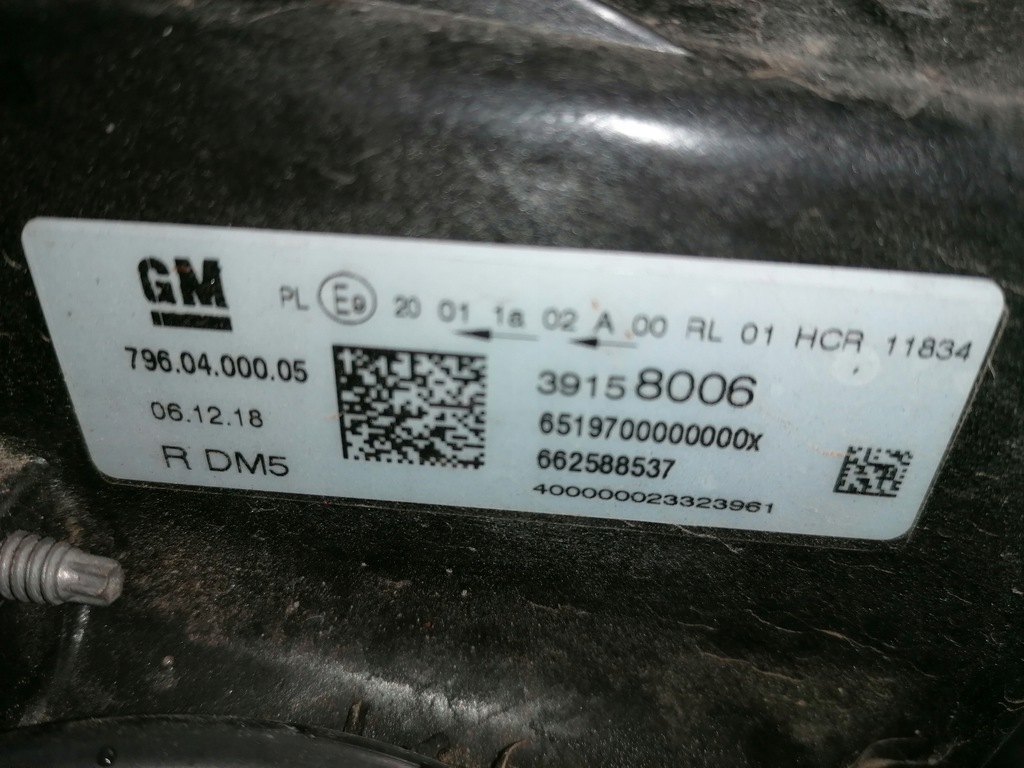 GM
PL E9 20 01 1a 02 A 00 RL 01 HCR 11834
796.04.000.05
06.12.18
R DM5
39158006
6519700000000X
662588537
400000023323961